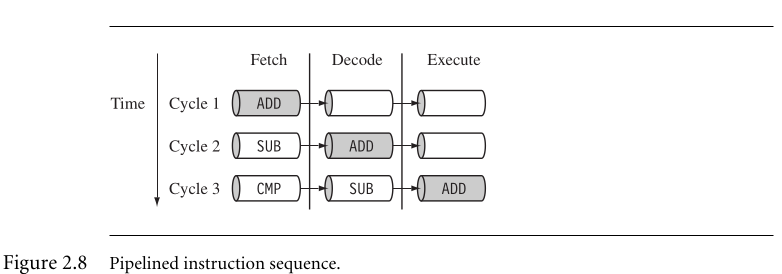 Fetch Decode Execute
Time Cycle 1 ADD
Cycle 2 SUB ADD
Cycle 3 CMP SUB ADD
Figure 2.8 Pipelined instruction sequence.